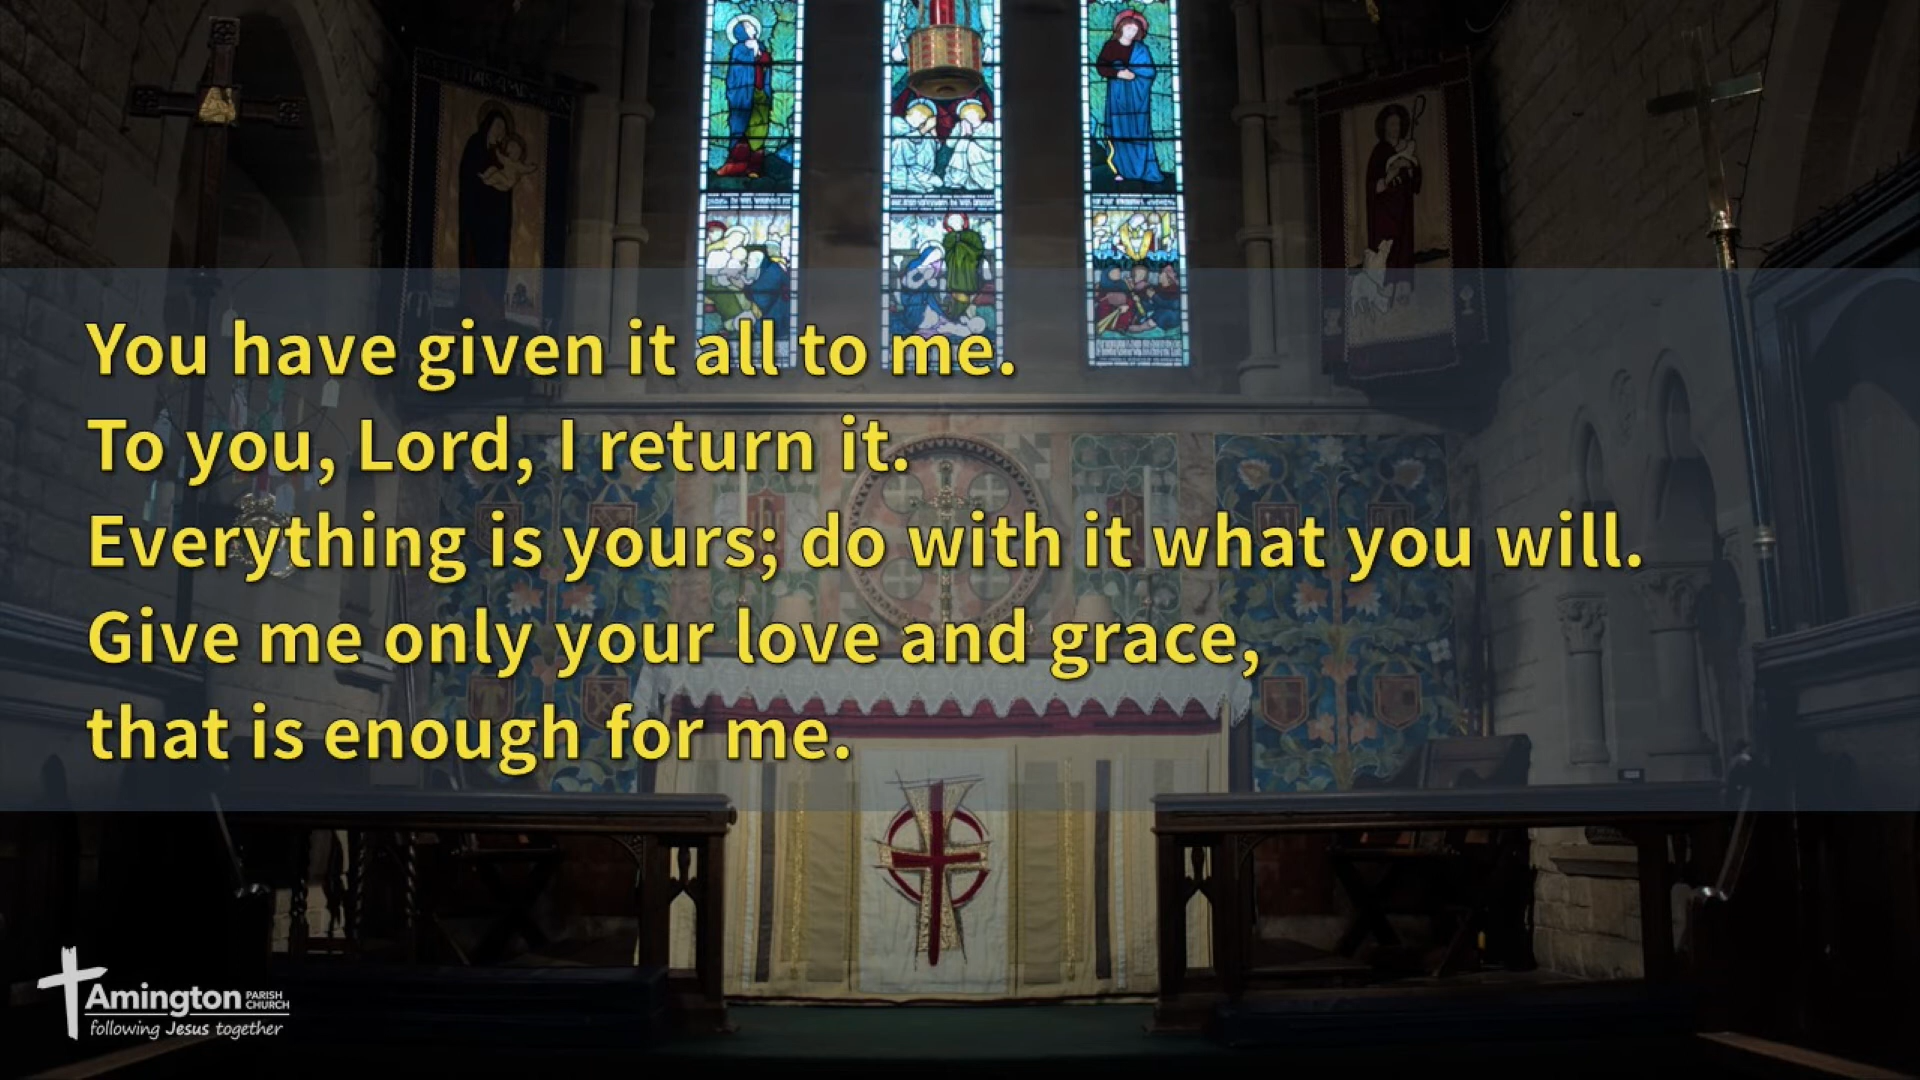 You have given it all to me.
To you, Lord, I return it.
Everything is yours; do with it what you will.
Give me only your love and grace,
that is enough for me.
Amington PARISH CHURCH
following Jesus together